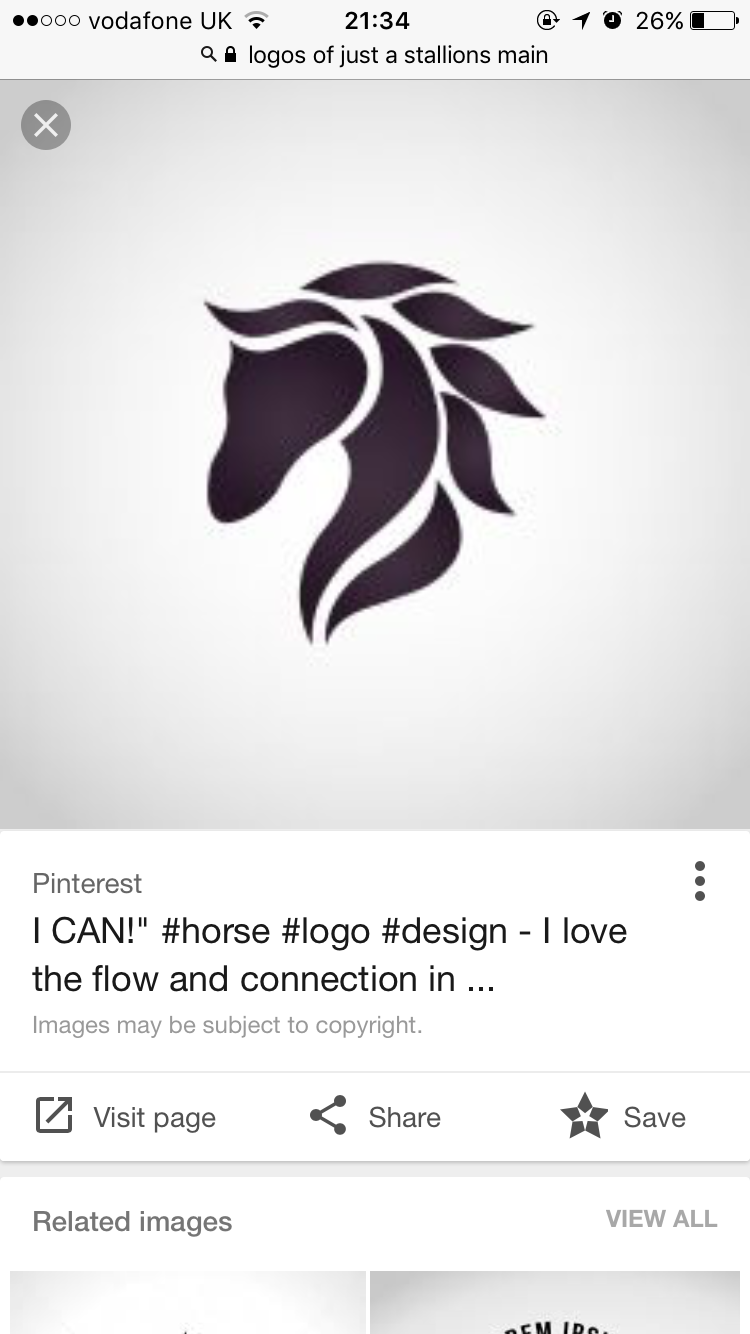 vodafone UK 21:34 26%
logos of just a stallions main
Pinterest
I CAN!" #horse #logo #design - I love
the flow and connection in ...
Images may be subject to copyright.
Visit page Share Save
Related images VIEW ALL